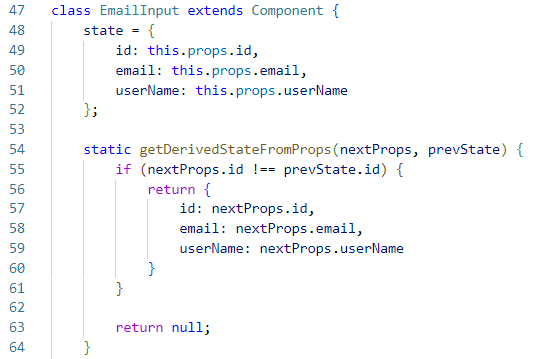 47 class EmailInput extends Component {
48     state = {
49         id: this.props.id,
50         email: this.props.email,
51         userName: this.props.userName
52     };
53
54     static getDerivedStateFromProps(nextProps, prevState) {
55         if (nextProps.id !== prevState.id) {
56             return {
57                 id: nextProps.id,
58                 email: nextProps.email,
59                 userName: nextProps.userName
60             }
61         }
62
63         return null;
64     }